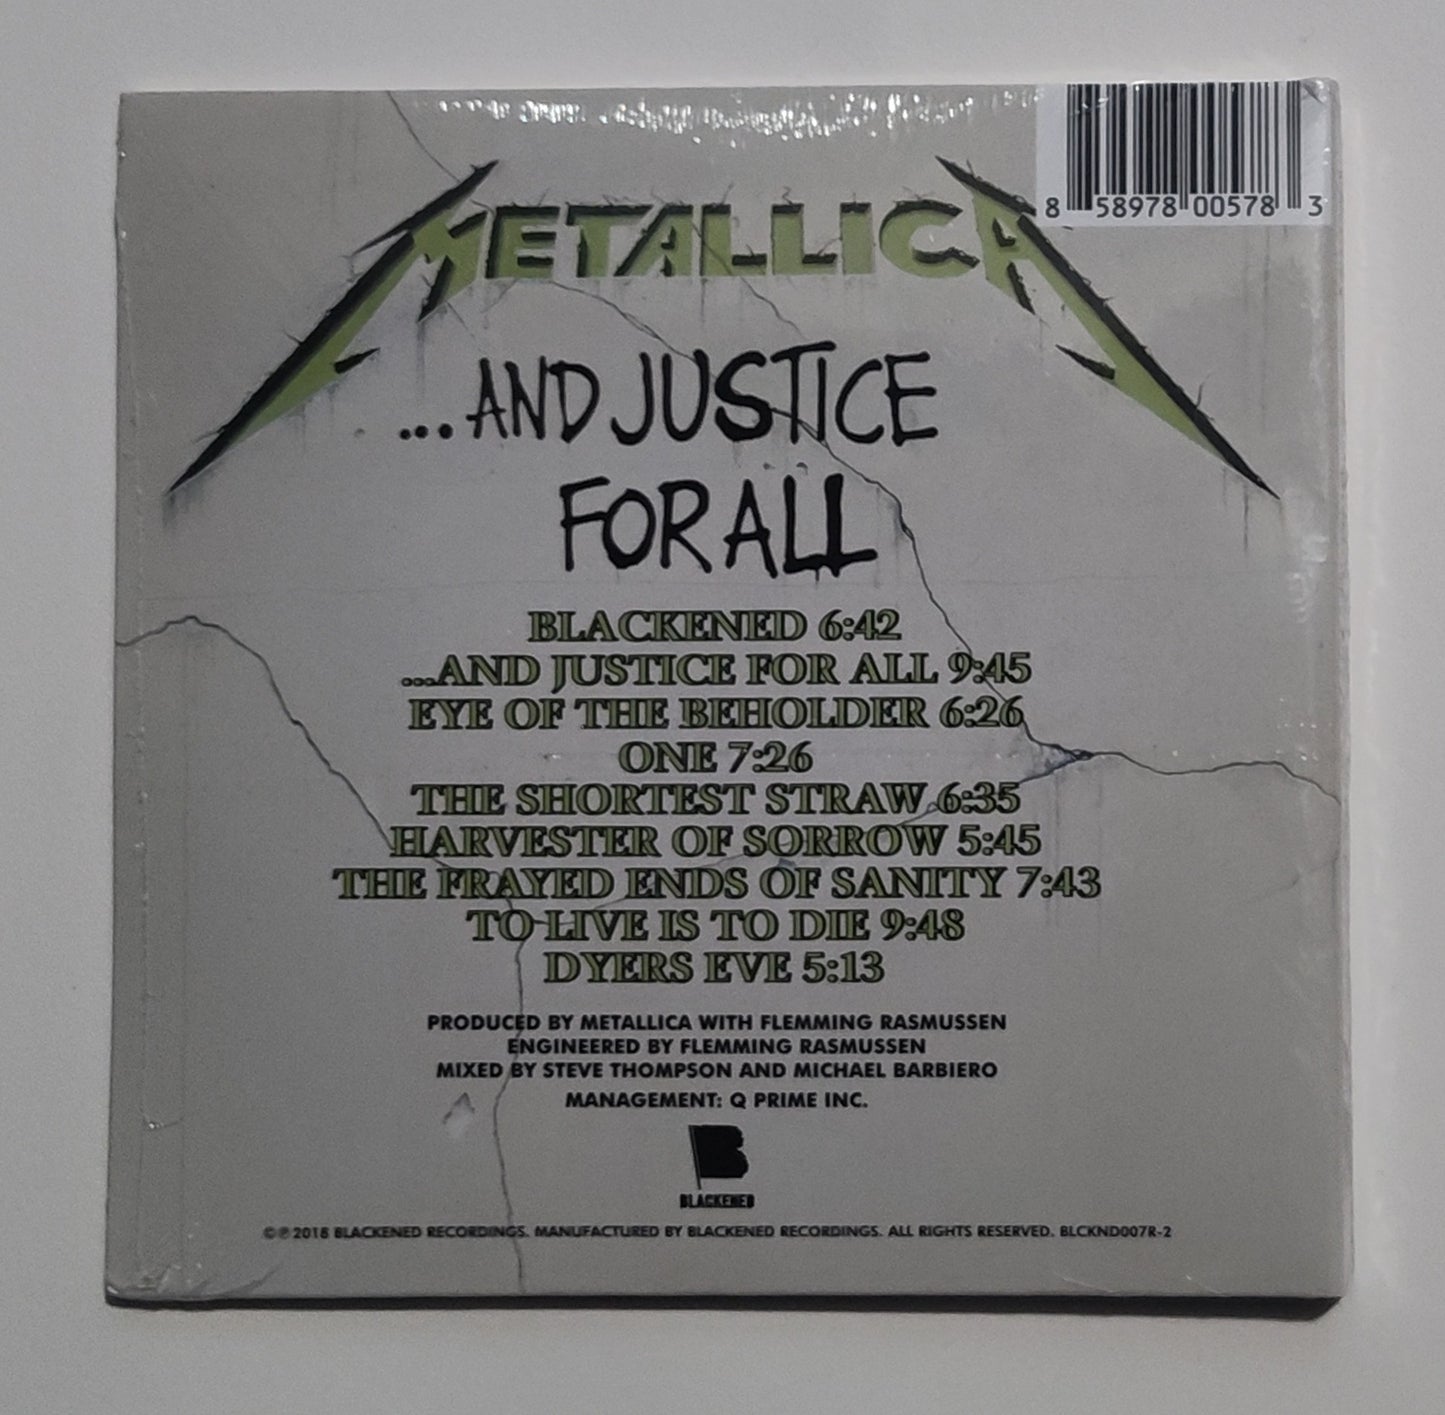 8 58978 00578 3
METALLICA
...AND JUSTICE
FOR ALL
BLACKENED 6:42
...AND JUSTICE FOR ALL 9:45
EYE OF THE BEHOLDER 6:26
ONE 7:26
THE SHORTEST STRAW 6:35
HARVESTER OF SORROW 5:45
THE FRAYED ENDS OF SANITY 7:43
TO LIVE IS TO DIE 9:48
DYERS EVE 5:13
PRODUCED BY METALLICA WITH FLEMMING RASMUSSEN
ENGINEERED BY FLEMMING RASMUSSEN
MIXED BY STEVE THOMPSON AND MICHAEL BARBIERO
MANAGEMENT: Q PRIME INC.
B
BLACKENED
©℗ 2018 BLACKENED RECORDINGS. MANUFACTURED BY BLACKENED RECORDINGS. ALL RIGHTS RESERVED. BLCKND007R-2